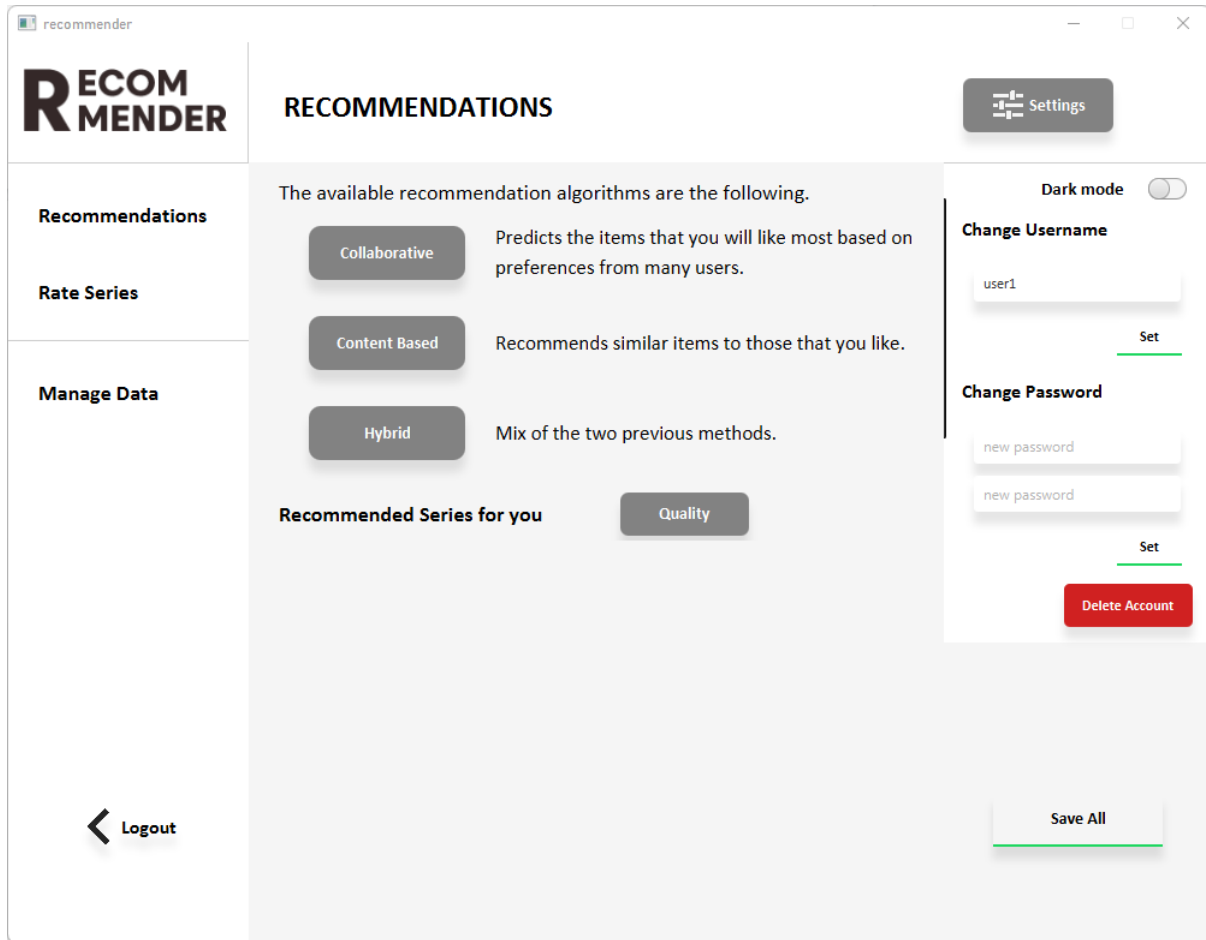 recommender
RECOM
MENDER
RECOMMENDATIONS
Settings
Recommendations
Rate Series
Manage Data
Logout
The available recommendation algorithms are the following.
Collaborative
Predicts the items that you will like most based on
preferences from many users.
Content Based
Recommends similar items to those that you like.
Hybrid
Mix of the two previous methods.
Recommended Series for you
Quality
Dark mode
Change Username
user1
Set
Change Password
new password
new password
Set
Delete Account
Save All